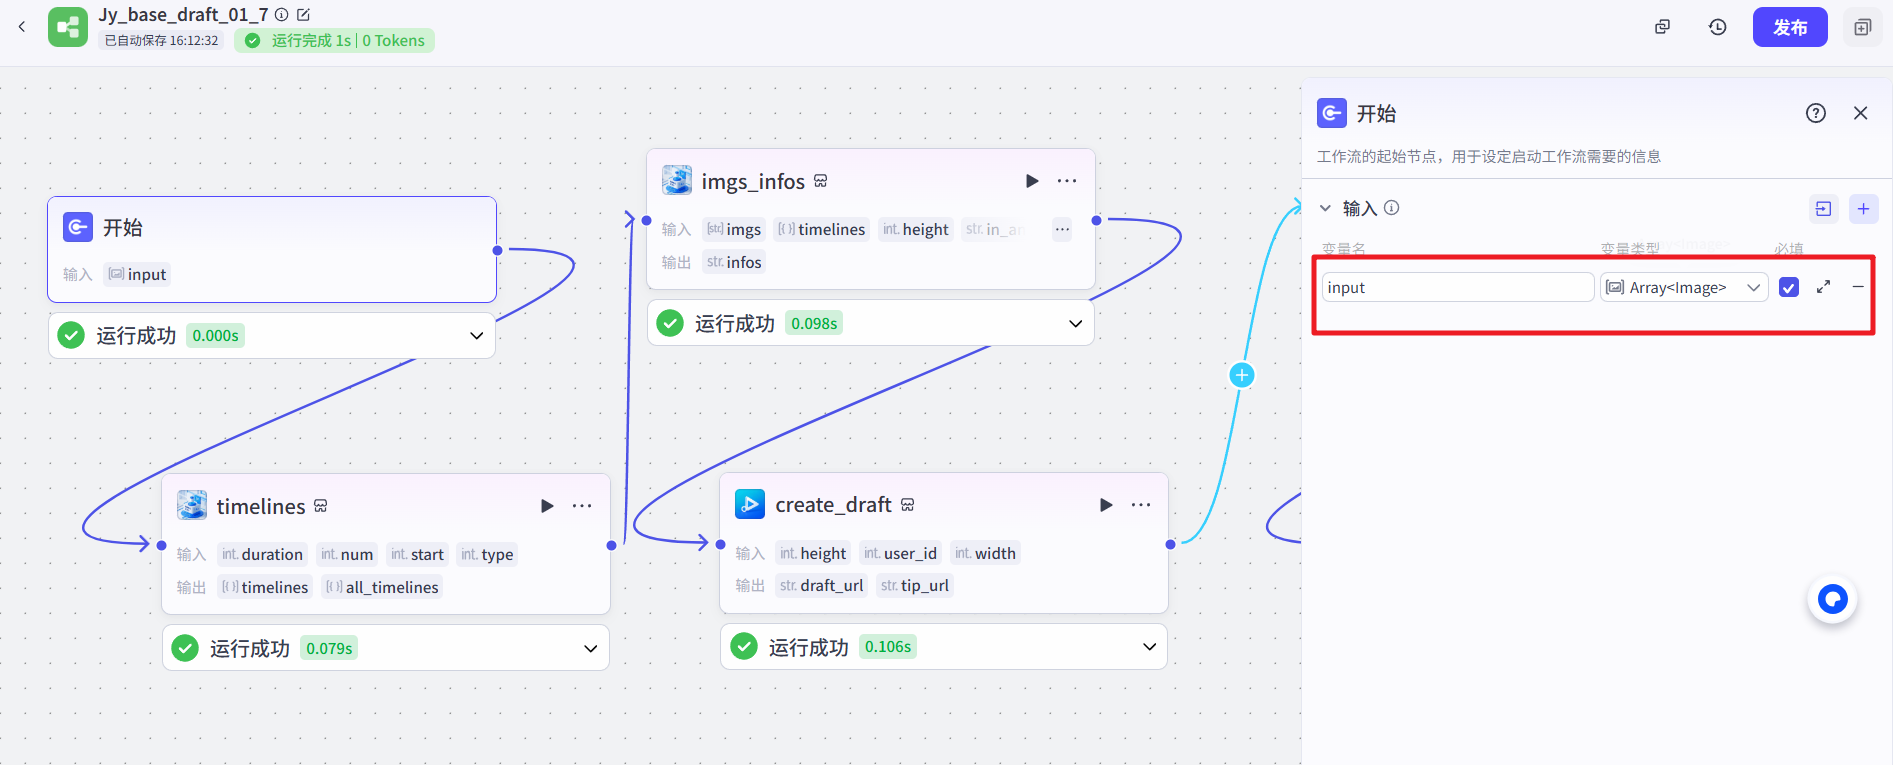 Jy_base_draft_01_7
已自动保存 16:12:32
运行完成 1s | 0 Tokens
发布
开始
输入 input
运行成功 0.000s
imgs_infos
输入 [str] imgs [{}] timelines int. height str. in_an ...
输出 str. infos
运行成功 0.098s
timelines
输入 int. duration int. num int. start int. type
输出 [{}] timelines [{}] all_timelines
运行成功 0.079s
create_draft
输入 int. height int. user_id int. width
输出 str. draft_url str. tip_url
运行成功 0.106s
开始
工作流的起始节点，用于设定启动工作流需要的信息
输入
变量名 变量类型 必填
input Array<Image>